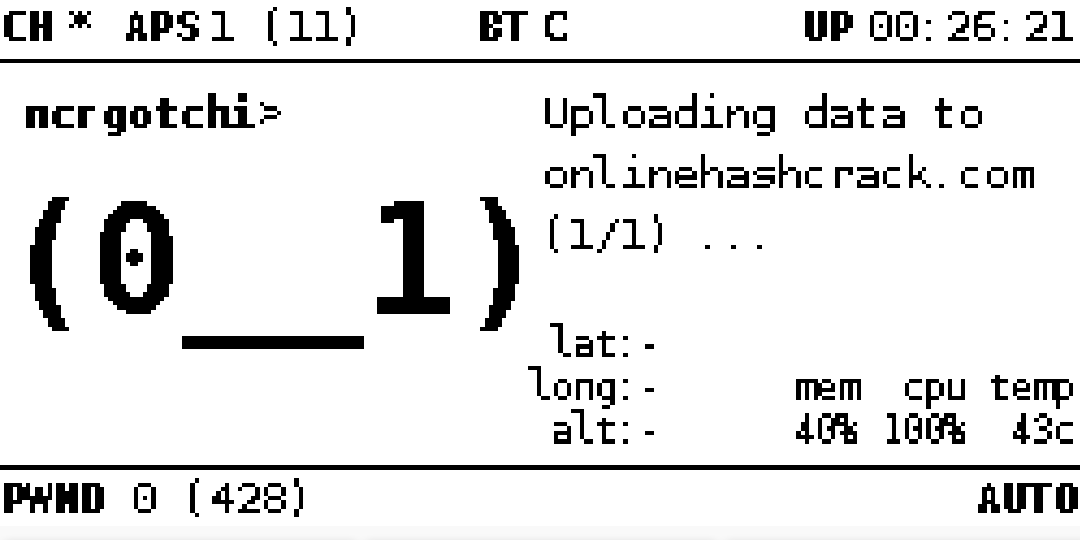 CH * APS 1 (11) BT C UP 00:26:21
ncrgotchi>
Uploading data to
onlinehashcrack.com
(1/1) ...
(0__1)
lat: -
long: - mem cpu temp
alt: - 40% 100% 43c
PWND 0 (428) AUTO